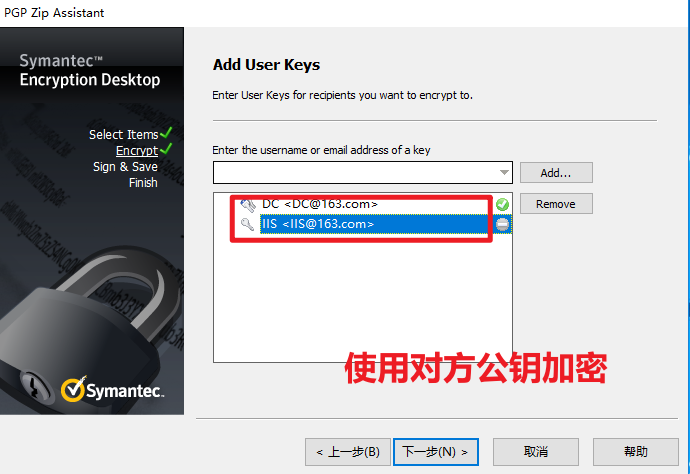 PGP Zip Assistant
Symantec™
Encryption Desktop
Select Items
Encrypt
Sign & Save
Finish
Symantec™
Add User Keys
Enter User Keys for recipients you want to encrypt to.
Enter the username or email address of a key
Add...
DC <DC@163.com>
Remove
IIS <IIS@163.com>
使用对方公钥加密
< 上一步(B)
下一步(N) >
取消
帮助